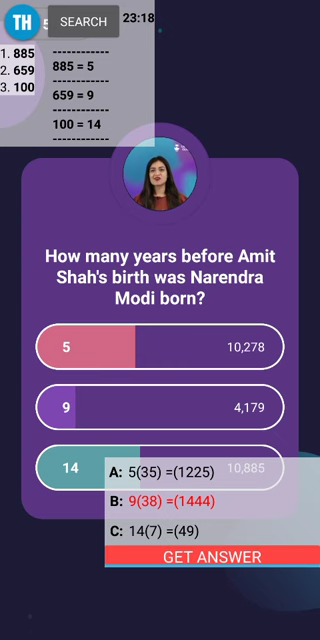 TH
5
SEARCH
23:18
1. 885
2. 659
3. 100
------------
885 = 5
------------
659 = 9
------------
100 = 14
------------
How many years before Amit
Shah's birth was Narendra
Modi born?
5 10,278
9 4,179
14 10,885
A: 5(35) =(1225)
B: 9(38) =(1444)
C: 14(7) =(49)
GET ANSWER